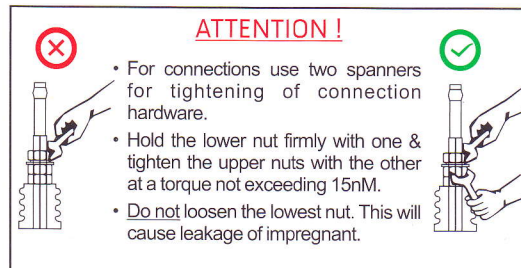 ATTENTION !
• For connections use two spanners
for tightening of connection
hardware.
• Hold the lower nut firmly with one &
tighten the upper nuts with the other
at a torque not exceeding 15nM.
• Do not loosen the lowest nut. This will
cause leakage of impregnant.